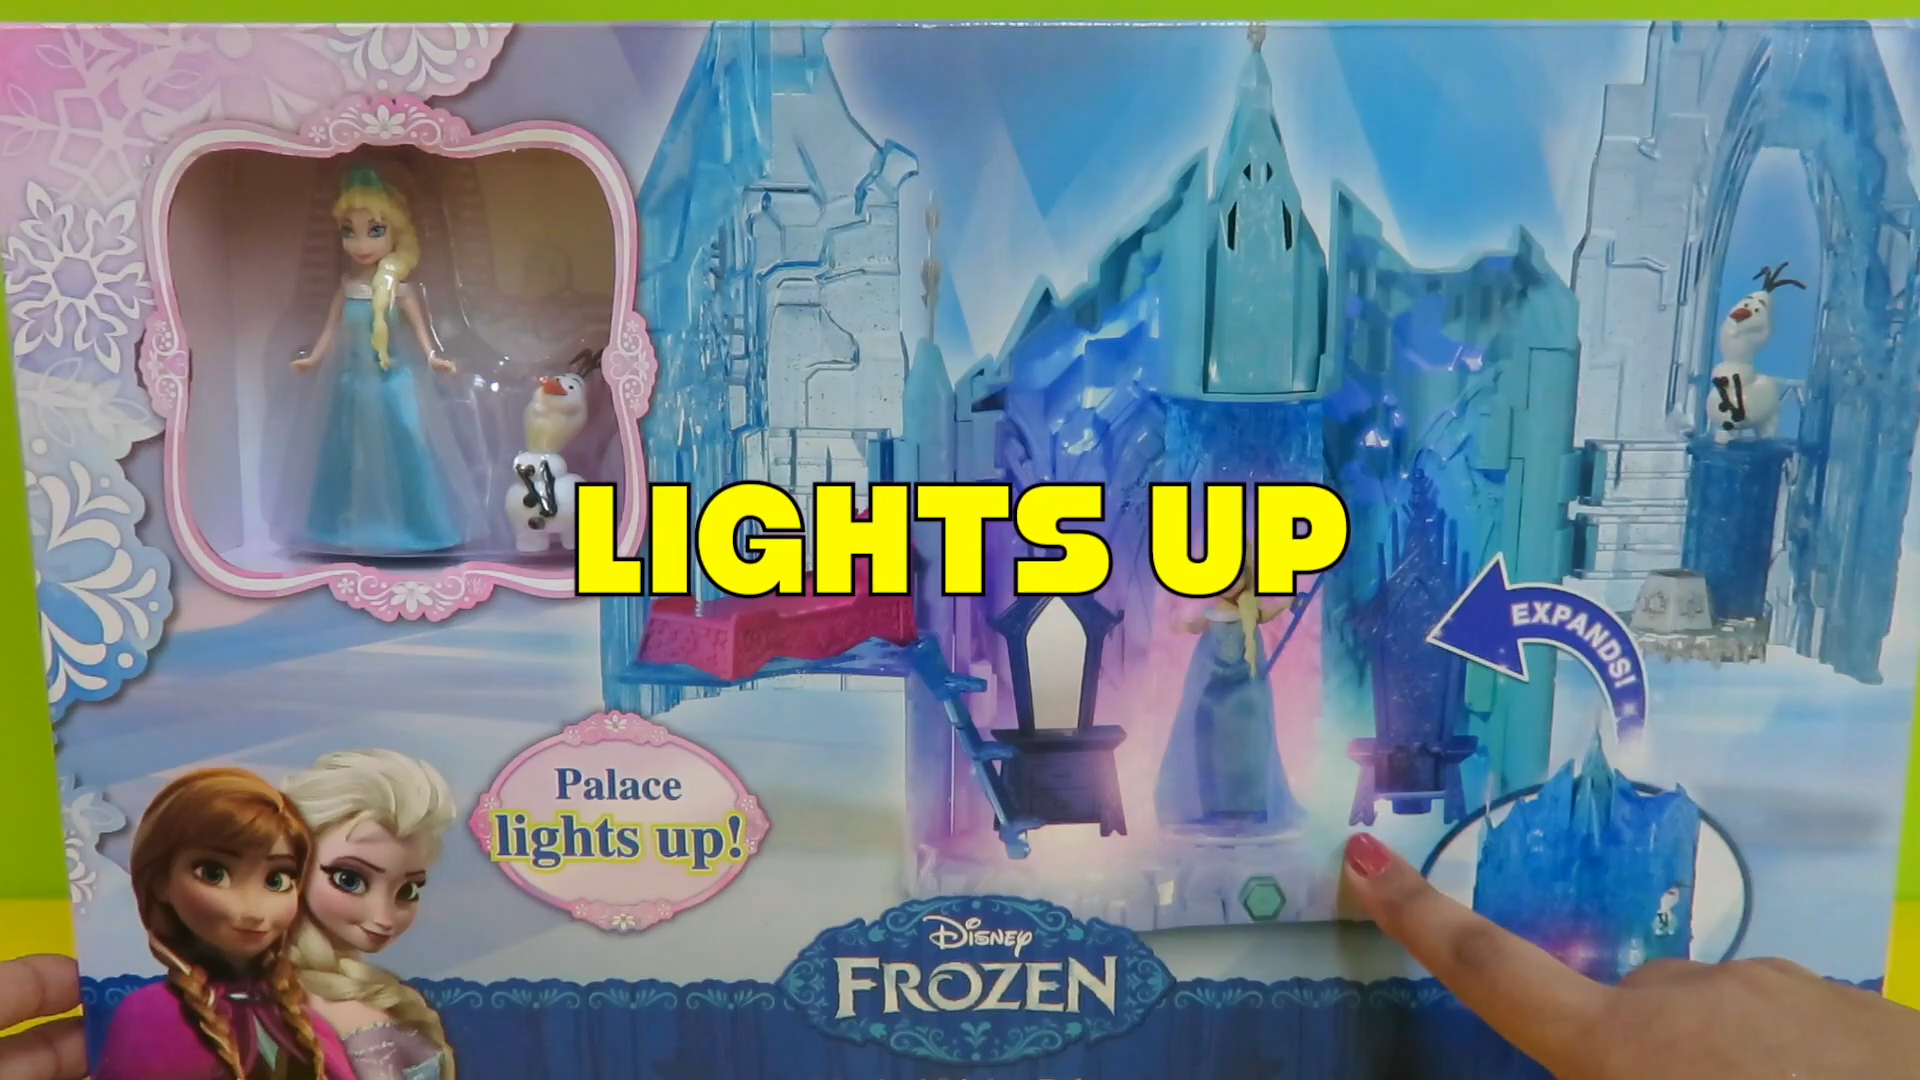 LIGHTS UP
EXPANDS!
Palace
lights up!
Disney
FROZEN